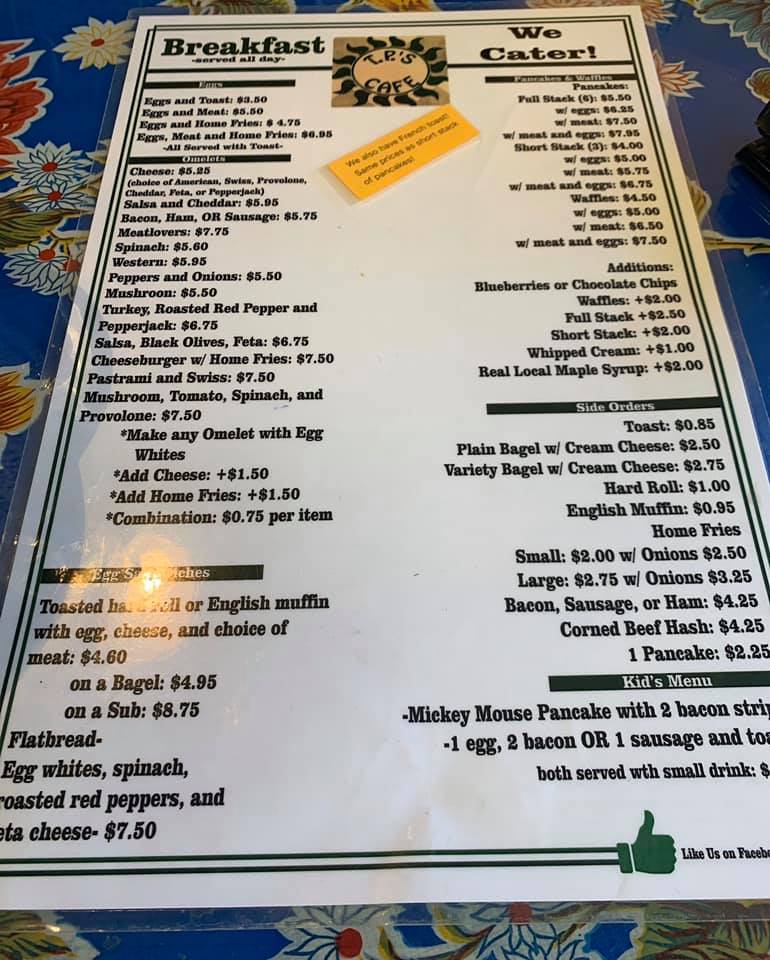 Breakfast
-served all day-
T.P.'S
CAFE
We
Cater!
We also have French toast!
Same prices as short stack
of pancakes!
Eggs
Eggs and Toast: $3.50
Eggs and Meat: $5.50
Eggs and Home Fries: $ 4.75
Eggs, Meat and Home Fries: $6.95
-All Served with Toast-
Omelets
Cheese: $5.25
(choice of American, Swiss, Provolone,
Cheddar, Feta, or Pepperjack)
Salsa and Cheddar: $5.95
Bacon, Ham, OR Sausage: $5.75
Meatlovers: $7.75
Spinach: $5.60
Western: $5.95
Peppers and Onions: $5.50
Mushroon: $5.50
Turkey, Roasted Red Pepper and
Pepperjack: $6.75
Salsa, Black Olives, Feta: $6.75
Cheeseburger w/ Home Fries: $7.50
Pastrami and Swiss: $7.50
Mushroom, Tomato, Spinach, and
Provolone: $7.50
*Make any Omelet with Egg
Whites
*Add Cheese: +$1.50
*Add Home Fries: +$1.50
*Combination: $0.75 per item
Egg Sandwiches
Toasted hard roll or English muffin
with egg, cheese, and choice of
meat: $4.60
on a Bagel: $4.95
on a Sub: $8.75
Flatbread-
Egg whites, spinach,
roasted red peppers, and
eta cheese- $7.50
Pancakes & Waffles
Pancakes:
Full Stack (6): $5.50
w/ eggs: $6.25
w/ meat: $7.50
w/ meat and eggs: $7.95
Short Stack (3): $4.00
w/ eggs: $5.00
w/ meat: $5.75
w/ meat and eggs: $6.75
Waffles: $4.50
w/ eggs: $5.00
w/ meat: $6.50
w/ meat and eggs: $7.50
Additions:
Blueberries or Chocolate Chips
Waffles: +$2.00
Full Stack +$2.50
Short Stack: +$2.00
Whipped Cream: +$1.00
Real Local Maple Syrup: +$2.00
Side Orders
Toast: $0.85
Plain Bagel w/ Cream Cheese: $2.50
Variety Bagel w/ Cream Cheese: $2.75
Hard Roll: $1.00
English Muffin: $0.95
Home Fries
Small: $2.00 w/ Onions $2.50
Large: $2.75 w/ Onions $3.25
Bacon, Sausage, or Ham: $4.25
Corned Beef Hash: $4.25
1 Pancake: $2.25
Kid's Menu
-Mickey Mouse Pancake with 2 bacon strip
-1 egg, 2 bacon OR 1 sausage and toa
both served wth small drink: $
Like Us on Facebo